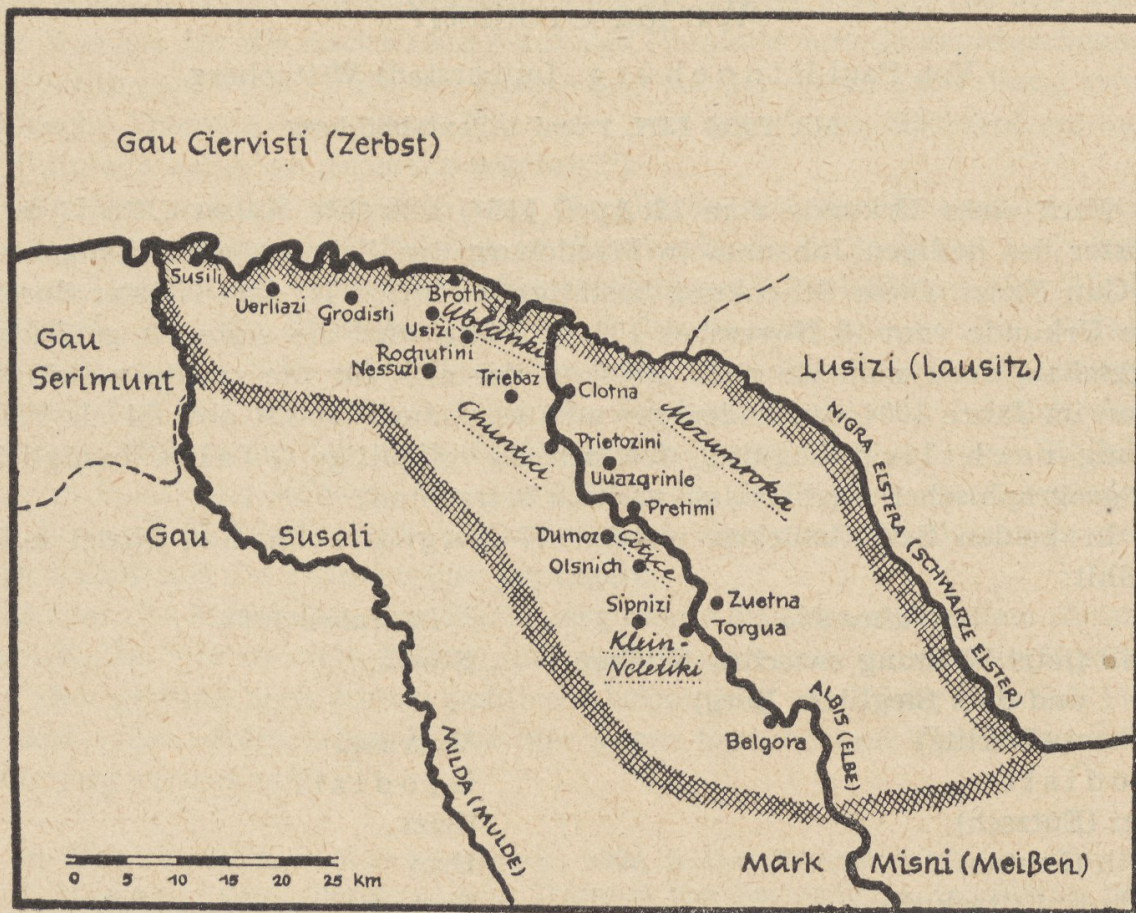 Gau Ciervisti (Zerbst)
Susili
Uerliazi
Grodisti
Broth
Ublanki
Usizi
Rochutini
Nessuzi
Triebaz
Clotna
Chuntici
Prietozini
Uuazgrinle
Pretimi
Mezumroka
Gau
Serimunt
Lusizi (Lausitz)
NIGRA ELSTERA (SCHWARZE ELSTER)
Gau Susali
Dumoz
Citice
Olsnich
Sipnizi
Zuetna
Torgua
Klein-
Neletiki
Belgora
ALBIS (ELBE)
MILDA (MULDE)
Mark Misni (Meißen)
0 5 10 15 20 25 km